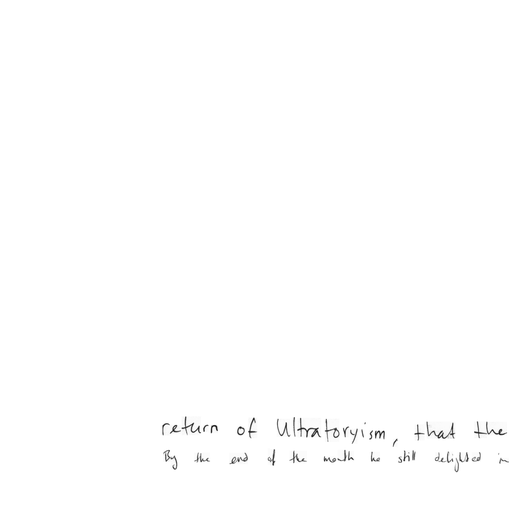 return of Ultratoryism, that the
By the end of the month he still delighted in